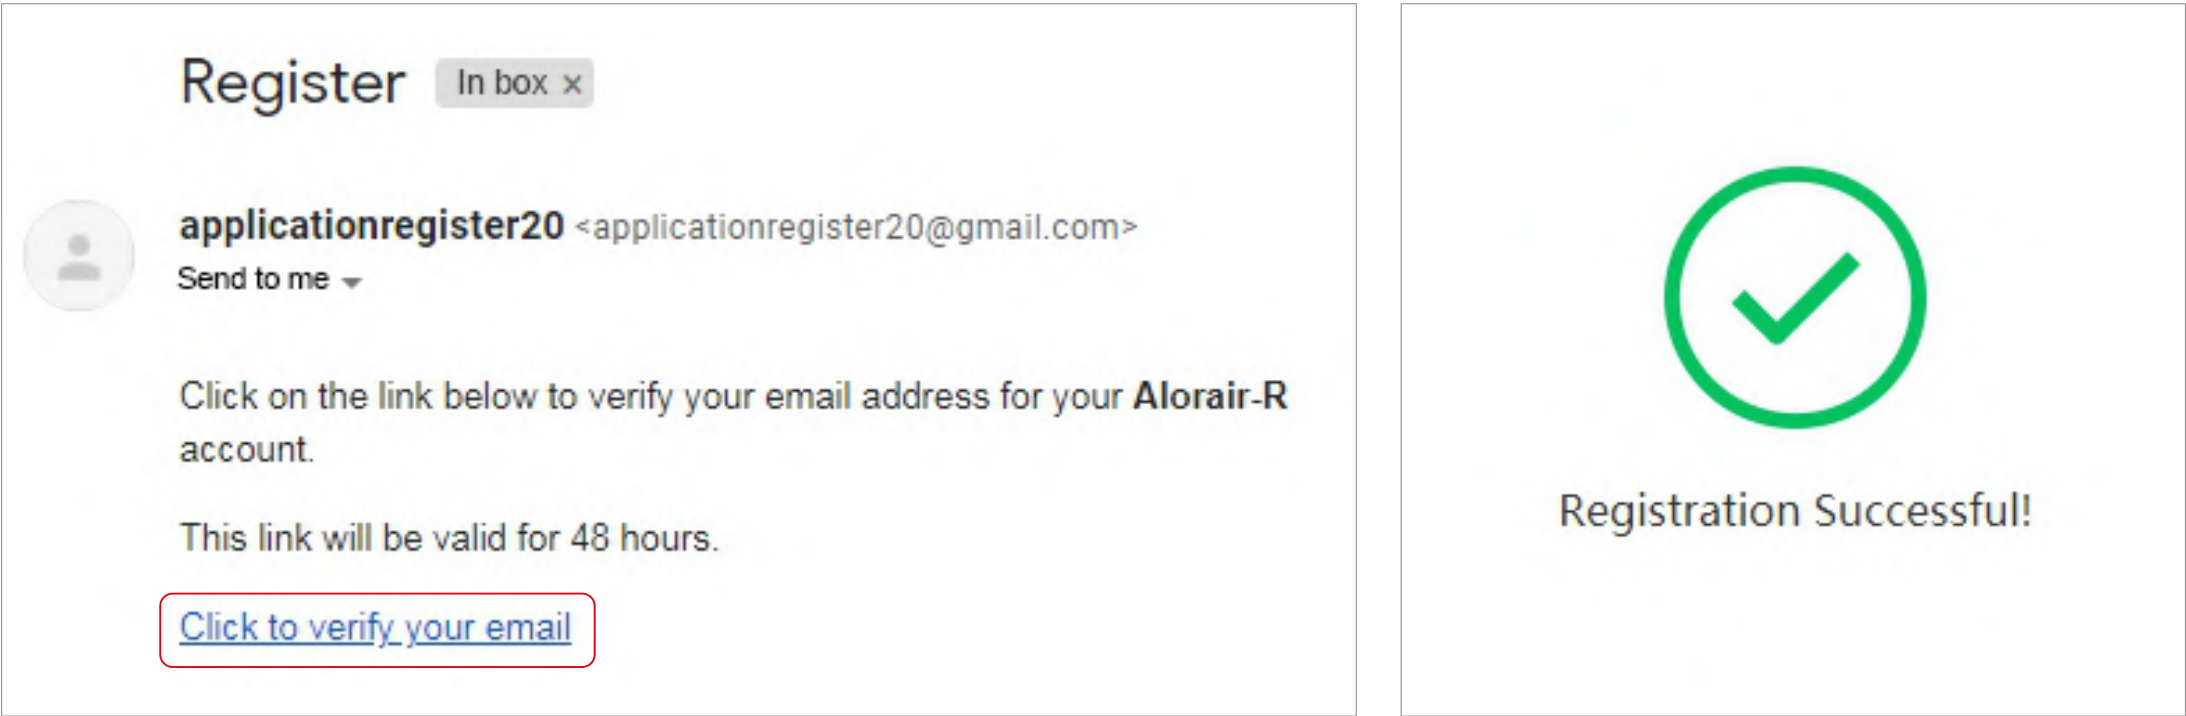 Register In box ×
applicationregister20 <applicationregister20@gmail.com>
Send to me
Click on the link below to verify your email address for your Alorair-R
account.
This link will be valid for 48 hours.
Click to verify your email
Registration Successful!